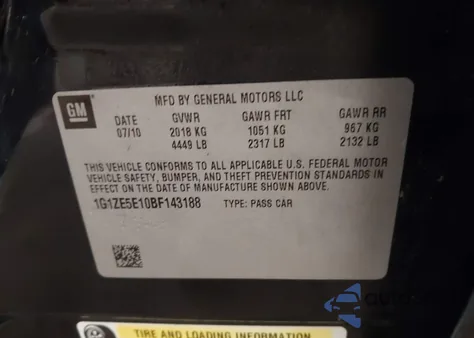 GM
MFD BY GENERAL MOTORS LLC
DATE GVWR GAWR FRT GAWR RR
07/10 2018 KG 1051 KG 967 KG
4449 LB 2317 LB 2132 LB
THIS VEHICLE CONFORMS TO ALL APPLICABLE U.S. FEDERAL MOTOR
VEHICLE SAFETY, BUMPER, AND THEFT PREVENTION STANDARDS IN
EFFECT ON THE DATE OF MANUFACTURE SHOWN ABOVE.
1G1ZE5E10BF143188 TYPE: PASS CAR
TIRE AND LOADING INFORMATION